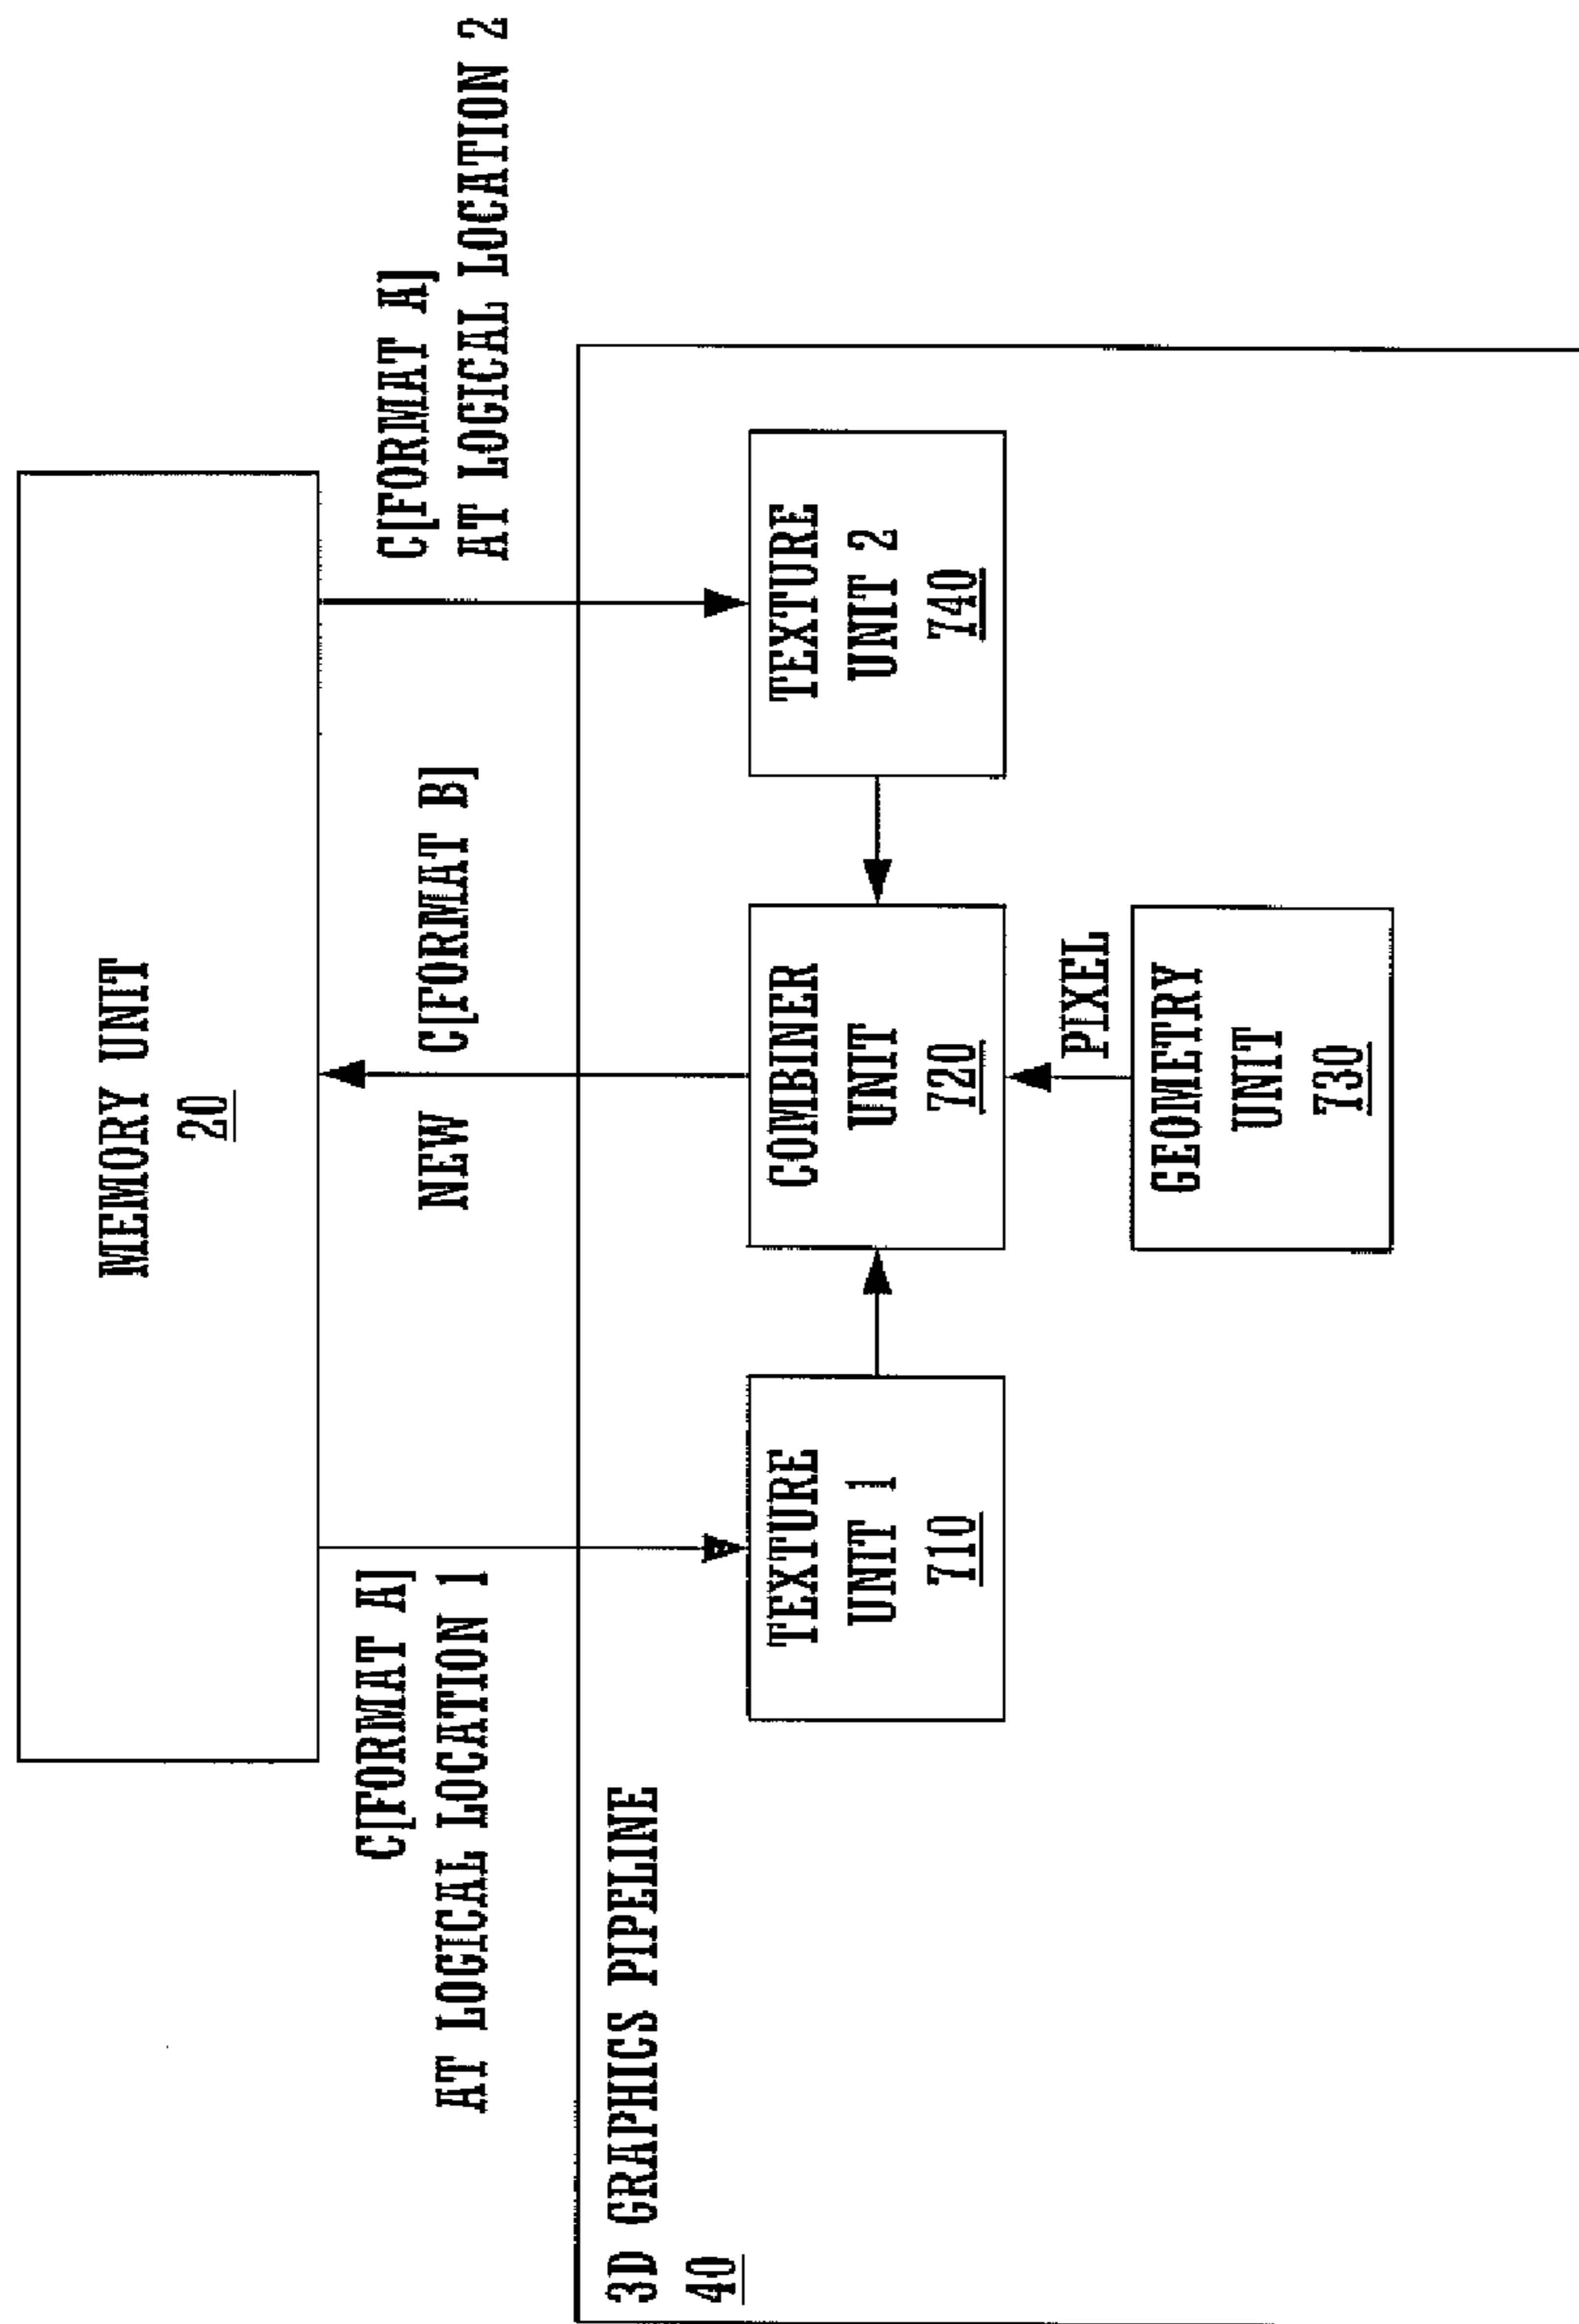 MEMORY UNIT
20
C[FORMAT A]
AT LOGICAL LOCATION 1
NEW C[FORMAT B]
C[FORMAT A]
AT LOGICAL LOCATION 2
3D GRAPHICS PIPELINE
40
TEXTURE
UNIT 1
710
COMBINER
UNIT
720
TEXTURE
UNIT 2
740
PIXEL
GEOMETRY
UNIT
730